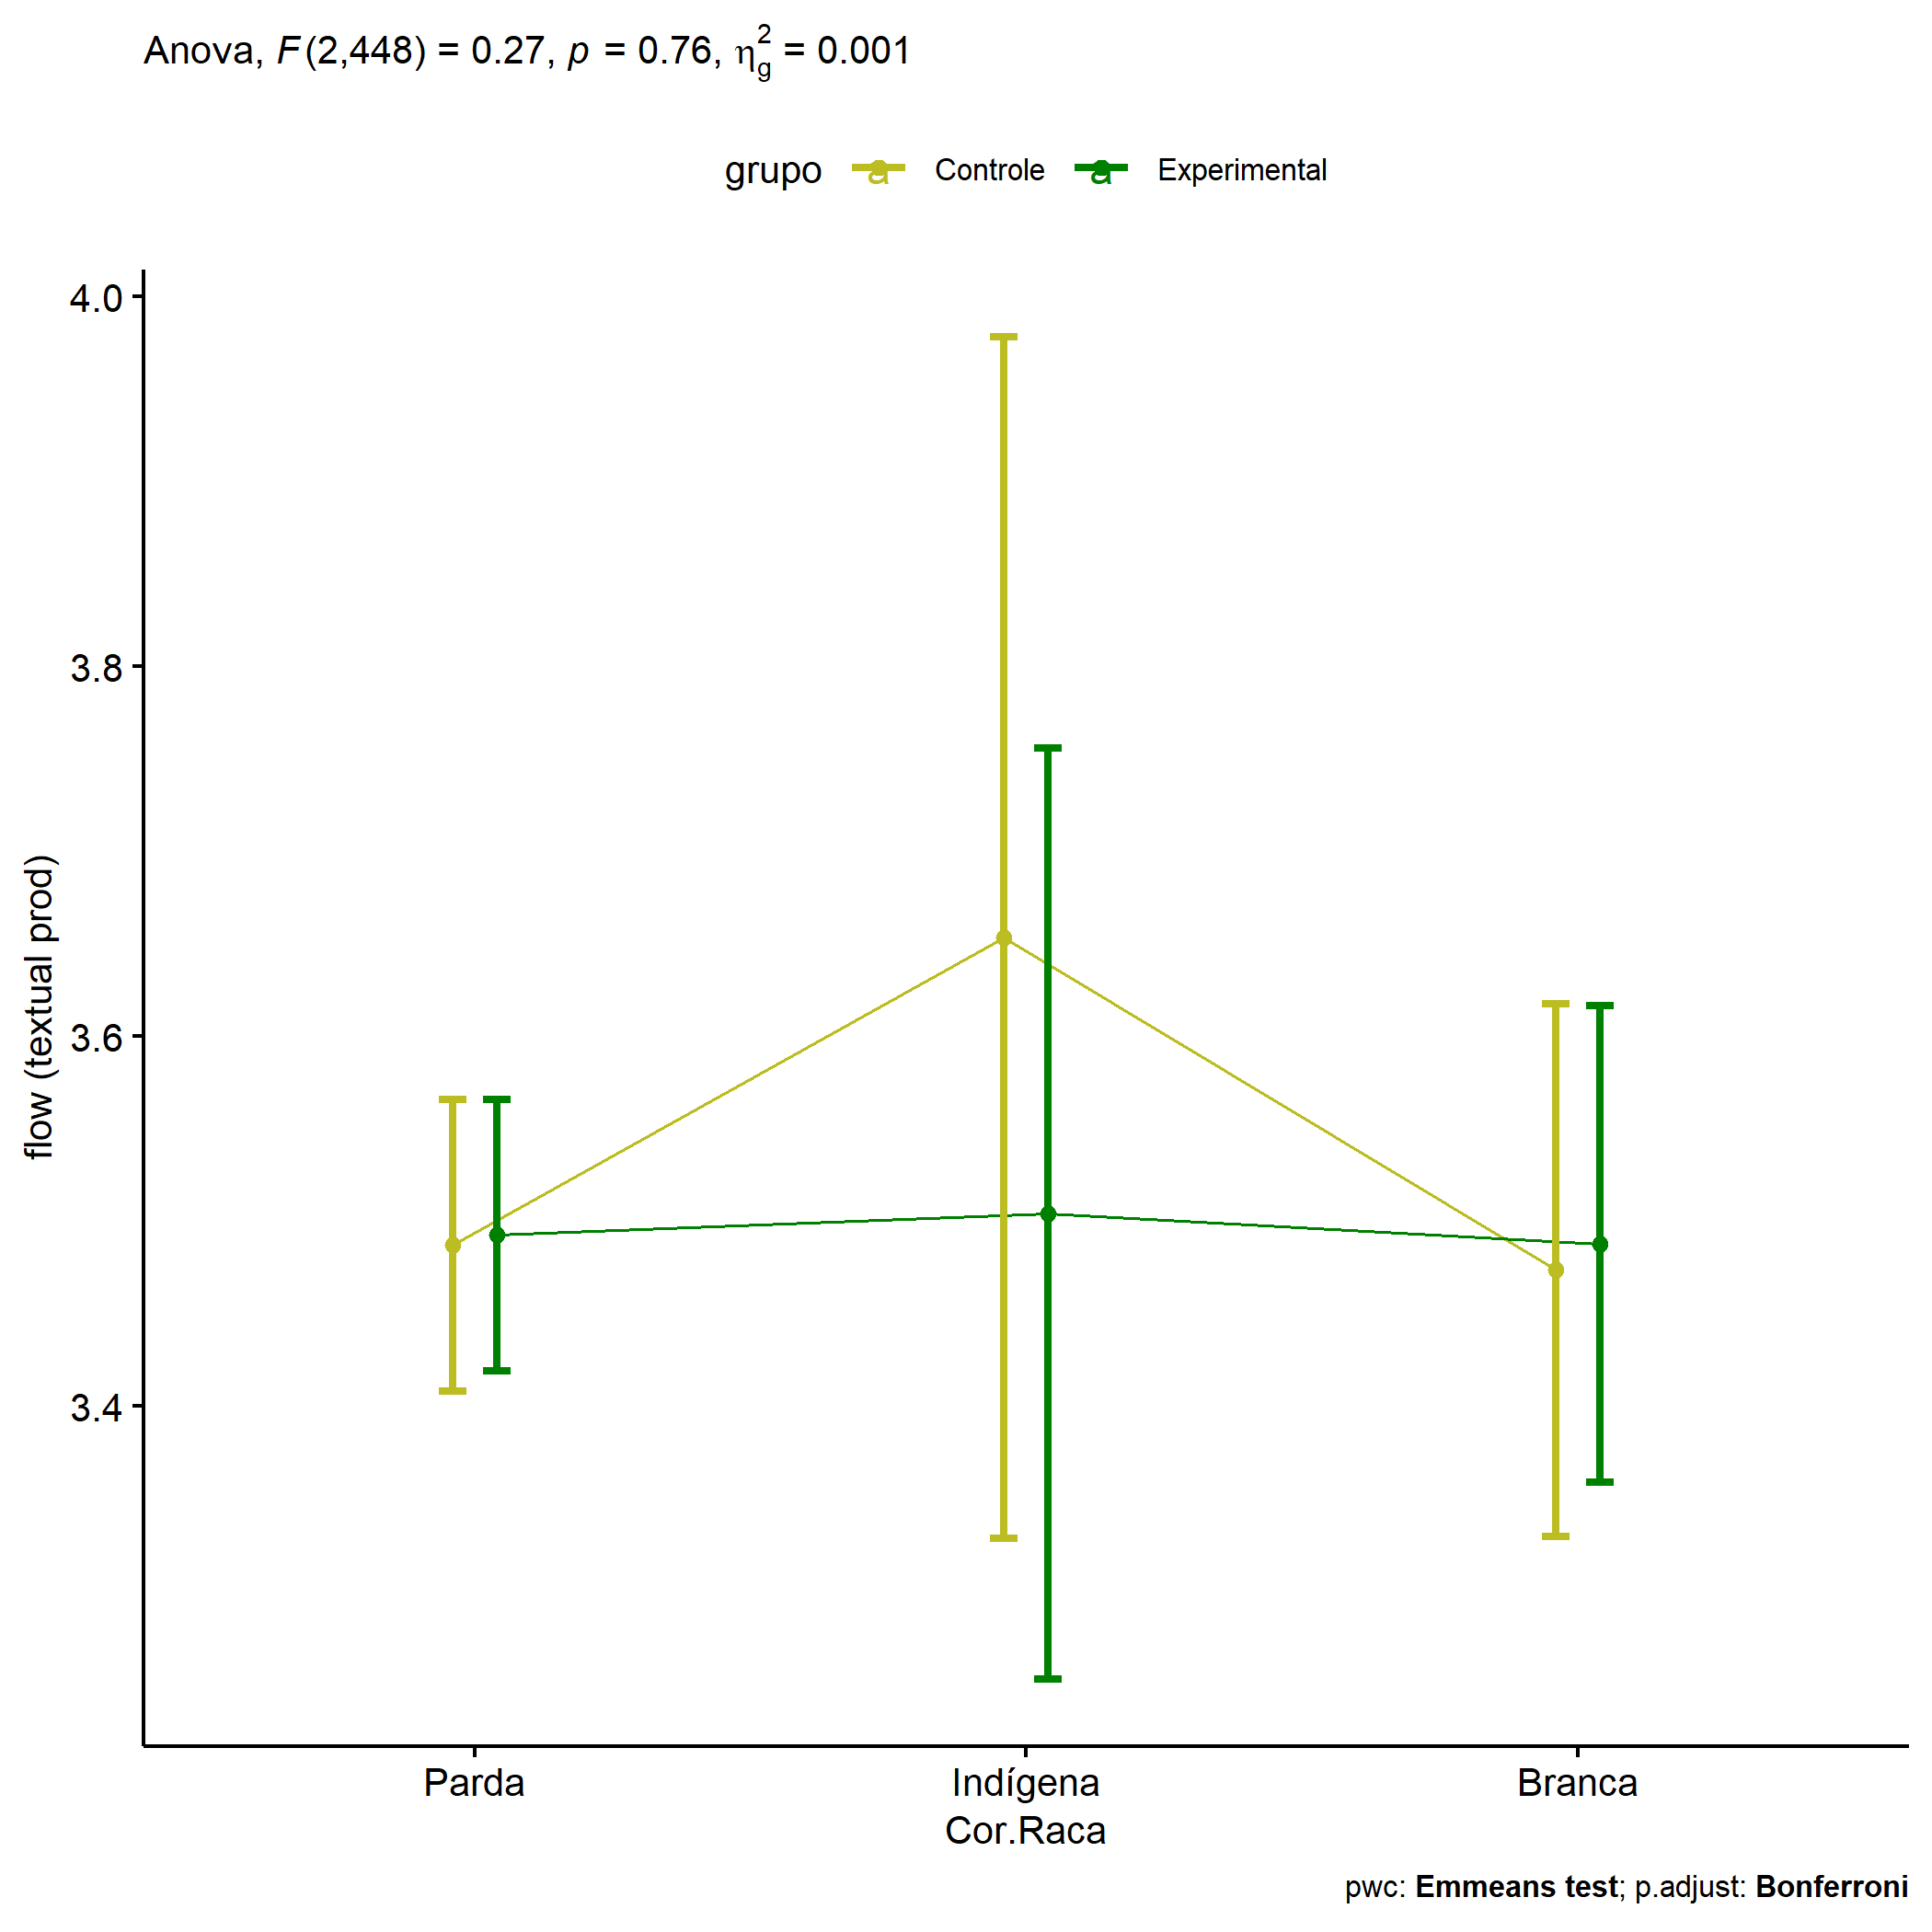 Anova, F(2,448) = 0.27, p = 0.76, η²g = 0.001
grupo a Controle a Experimental
4.0
3.8
3.6
3.4
flow (textual prod)
Parda Indígena Branca
Cor.Raca
pwc: Emmeans test; p.adjust: Bonferroni